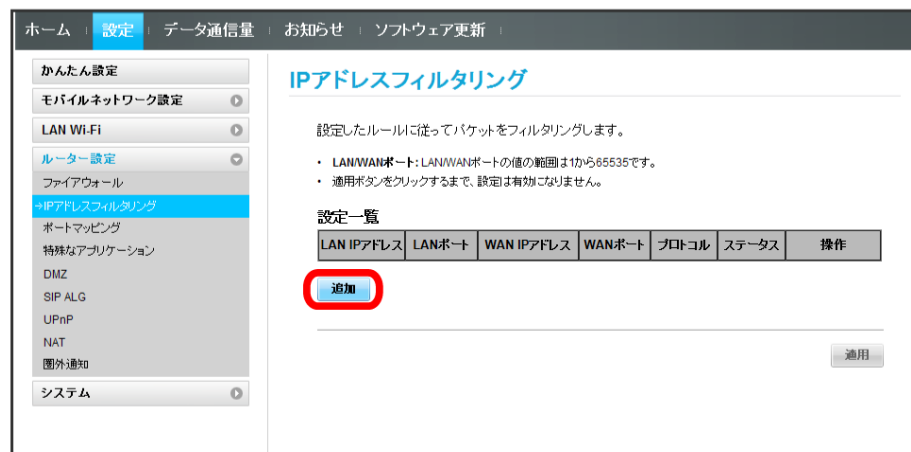 ホーム 設定 データ通信量 お知らせ ソフトウェア更新
かんたん設定
モバイルネットワーク設定
LAN Wi-Fi
ルーター設定
ファイアウォール
→IPアドレスフィルタリング
ポートマッピング
特殊なアプリケーション
DMZ
SIP ALG
UPnP
NAT
圏外通知
システム
IPアドレスフィルタリング
設定したルールに従ってパケットをフィルタリングします。
・ LAN/WANポート: LAN/WANポートの値の範囲は1から65535です。
・ 適用ボタンをクリックするまで、設定は有効になりません。
設定一覧
LAN IPアドレス LANポート WAN IPアドレス WANポート プロトコル ステータス 操作
追加
適用